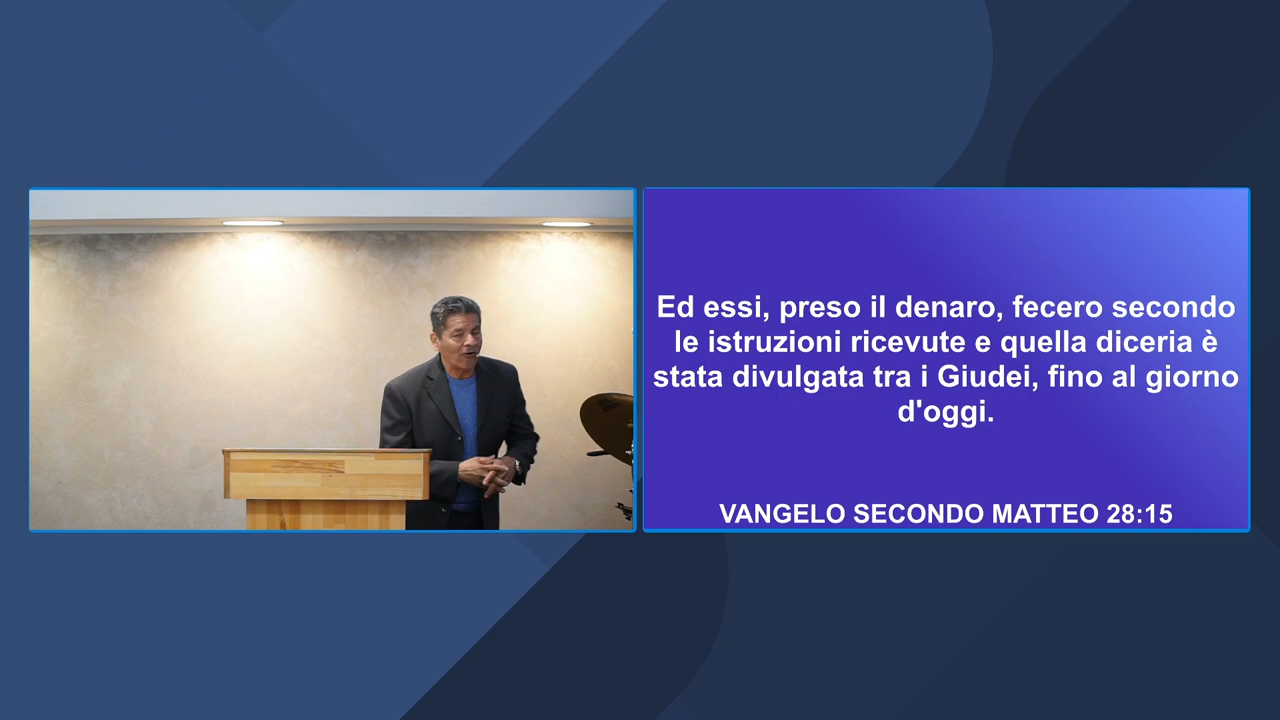 Ed essi, preso il denaro, fecero secondo
le istruzioni ricevute e quella diceria è
stata divulgata tra i Giudei, fino al giorno
d'oggi.
VANGELO SECONDO MATTEO 28:15